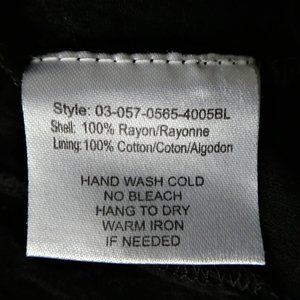 Style: 03-057-0565-4005BL
Shell: 100% Rayon/Rayonne
Lining:100% Cotton/Coton/Algodon
HAND WASH COLD
NO BLEACH
HANG TO DRY
WARM IRON
IF NEEDED